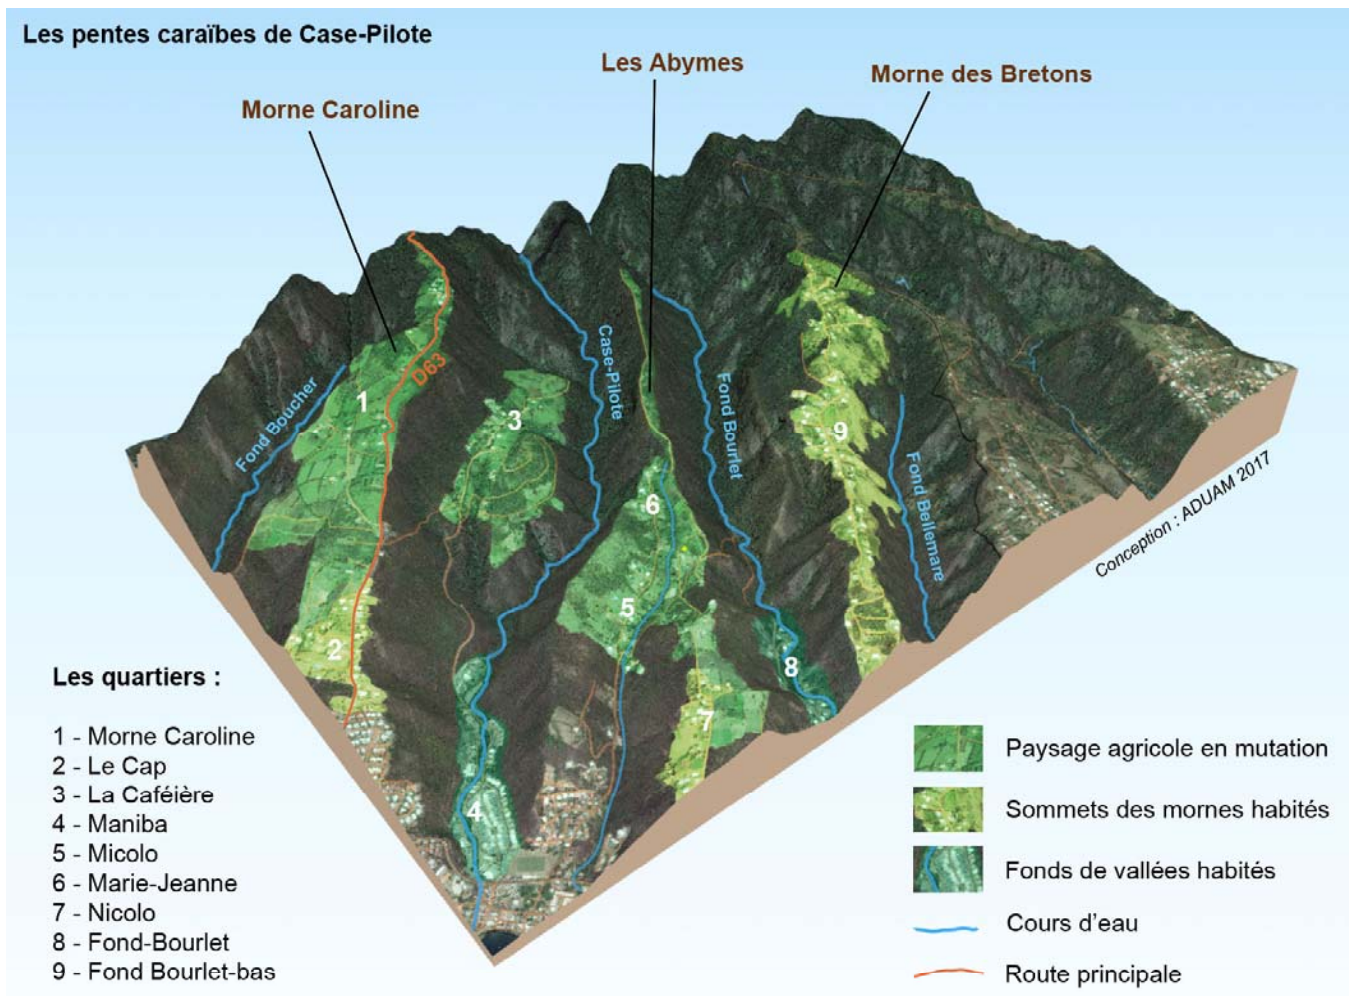 Les pentes caraïbes de Case-Pilote
Les Abymes
Morne des Bretons
Morne Caroline
D63
Fond Boucher
Case-Pilote
Fond Bourlet
Fond Bellemare
1
2
3
4
5
6
7
8
9
Conception : ADUAM 2017
Les quartiers :
1 - Morne Caroline
2 - Le Cap
3 - La Caféière
4 - Maniba
5 - Micolo
6 - Marie-Jeanne
7 - Nicolo
8 - Fond-Bourlet
9 - Fond Bourlet-bas
Paysage agricole en mutation
Sommets des mornes habités
Fonds de vallées habités
Cours d'eau
Route principale